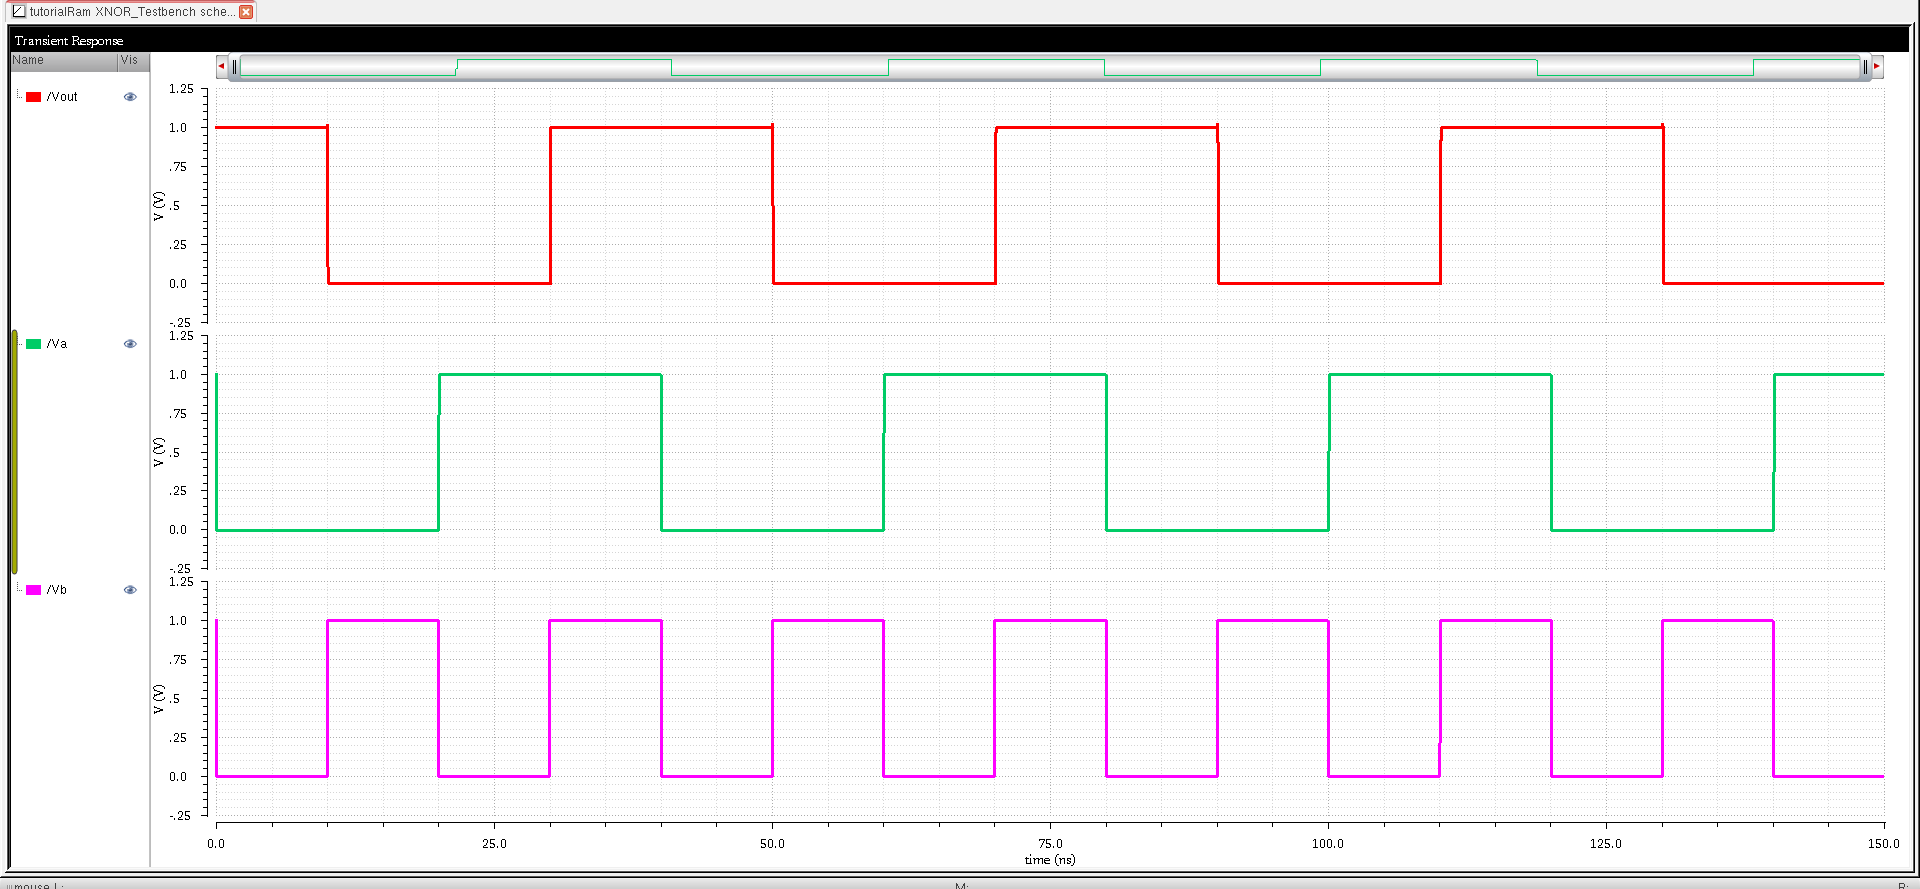 tutorialRam XNOR_Testbench sche...
Transient Response
Name Vis
/Vout
1.25
1.0
.75
.5
.25
0.0
-.25
V (V)
/Va
1.25
1.0
.75
.5
.25
0.0
-.25
V (V)
/Vb
1.25
1.0
.75
.5
.25
0.0
-.25
V (V)
0.0 25.0 50.0 75.0 100.0 125.0 150.0
time (ns)
mouse L: M: R: